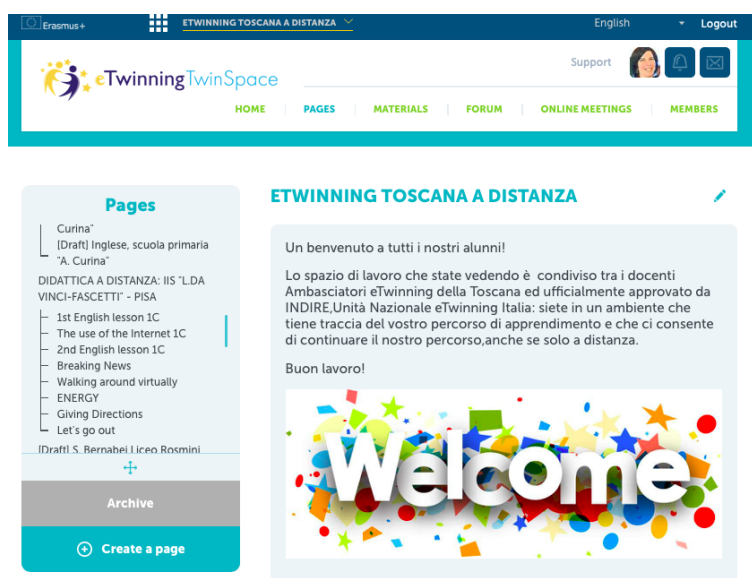 Erasmus+
ETWINNING TOSCANA A DISTANZA
English
Logout
eTwinningTwinSpace
Support
HOME
PAGES
MATERIALS
FORUM
ONLINE MEETINGS
MEMBERS
Pages
Curina"
[Draft] Inglese, scuola primaria
"A. Curina"
DIDATTICA A DISTANZA: IIS "L.DA
VINCI-FASCETTI" - PISA
1st English lesson 1C
The use of the Internet 1C
2nd English lesson 1C
Breaking News
Walking around virtually
ENERGY
Giving Directions
Let's go out
[Draft] S. Bernabei Liceo Rosmini
Archive
Create a page
ETWINNING TOSCANA A DISTANZA
Un benvenuto a tutti i nostri alunni!
Lo spazio di lavoro che state vedendo è condiviso tra i docenti
Ambasciatori eTwinning della Toscana ed ufficialmente approvato da
INDIRE,Unità Nazionale eTwinning Italia: siete in un ambiente che
tiene traccia del vostro percorso di apprendimento e che ci consente
di continuare il nostro percorso,anche se solo a distanza.
Buon lavoro!
Welcome